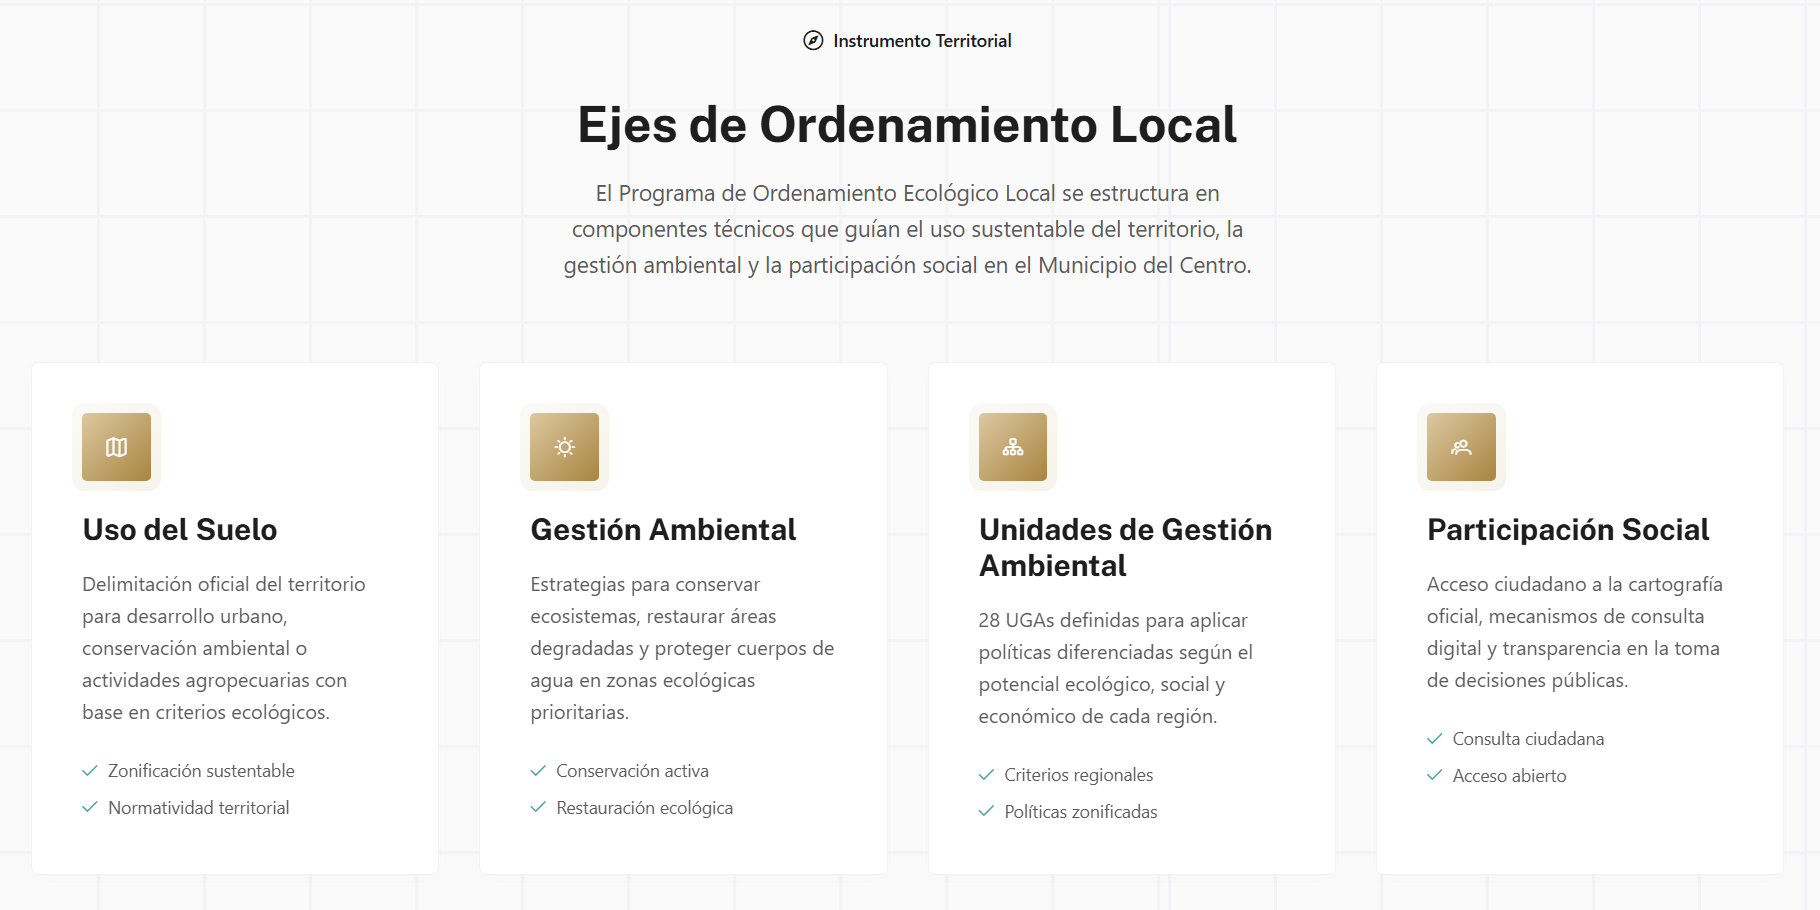 Instrumento Territorial
Ejes de Ordenamiento Local
El Programa de Ordenamiento Ecológico Local se estructura en
componentes técnicos que guían el uso sustentable del territorio, la
gestión ambiental y la participación social en el Municipio del Centro.
Uso del Suelo
Delimitación oficial del territorio
para desarrollo urbano,
conservación ambiental o
actividades agropecuarias con
base en criterios ecológicos.
Zonificación sustentable
Normatividad territorial
Gestión Ambiental
Estrategias para conservar
ecosistemas, restaurar áreas
degradadas y proteger cuerpos de
agua en zonas ecológicas
prioritarias.
Conservación activa
Restauración ecológica
Unidades de Gestión
Ambiental
28 UGAs definidas para aplicar
políticas diferenciadas según el
potencial ecológico, social y
económico de cada región.
Criterios regionales
Políticas zonificadas
Participación Social
Acceso ciudadano a la cartografía
oficial, mecanismos de consulta
digital y transparencia en la toma
de decisiones públicas.
Consulta ciudadana
Acceso abierto